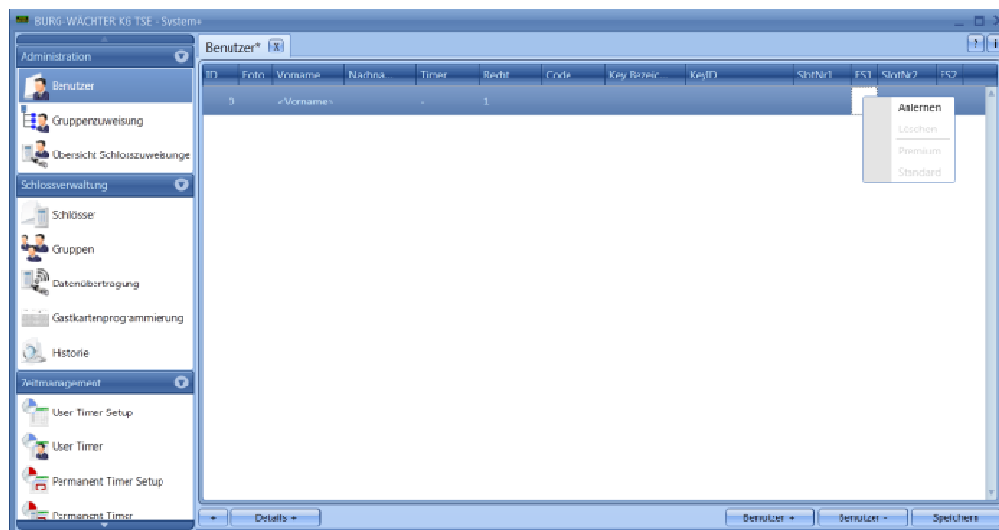 BURG-WÄCHTER K6 TSE - System+
Administration
Benutzer
Gruppenzuweisung
Übersicht Schlosszuweisunge
Schlossverwaltung
Schlösser
Gruppen
Datenübertragung
Gastkartenprogrammierung
Historie
Zeitmanagement
User Timer Setup
User Timer
Permanent Timer Setup
Permanent Timer
Benutzer* X
? i
ID Foto Vorname Nachna Timer Recht Code Key Bezeic KeyID SlotNr1 FS1 SlotNr2 FS2
<Vorname> - 1
Anlernen
Löschen
Premium
Standard
Details +
Benutzer + Benutzer - Speichern